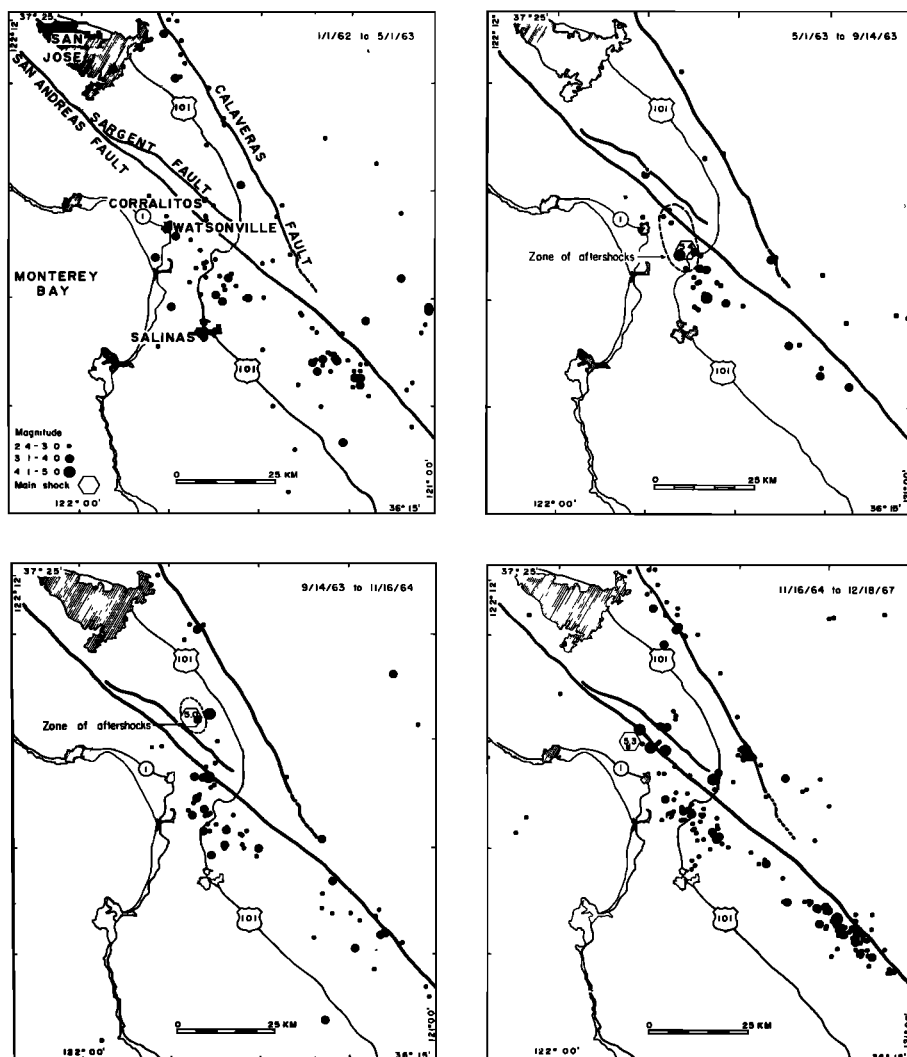 37° 25'
122° 12'
1/1/62 to 5/1/63
SAN
JOSE
101
CALAVERAS
FAULT
SAN ANDREAS FAULT
SARGENT FAULT
CORRALITOS
1
WATSONVILLE
MONTEREY
BAY
SALINAS
101
Magnitude
2.4 - 3.0
3.1 - 4.0
4.1 - 5.0
Main shock
0 25 KM
122° 00'
121° 00'
36° 15'
37° 25'
122° 12'
5/1/63 to 9/14/63
101
1
5.4
Zone of aftershocks
101
0 25 KM
122° 00'
121° 00'
36° 15'
37° 25'
122° 12'
9/14/63 to 11/16/64
101
5.0
Zone of aftershocks
1
101
0 25 KM
122° 00'
121° 00'
36° 15'
37° 25'
122° 12'
11/16/64 to 12/18/67
101
5.3
1
101
0 25 KM
122° 00'